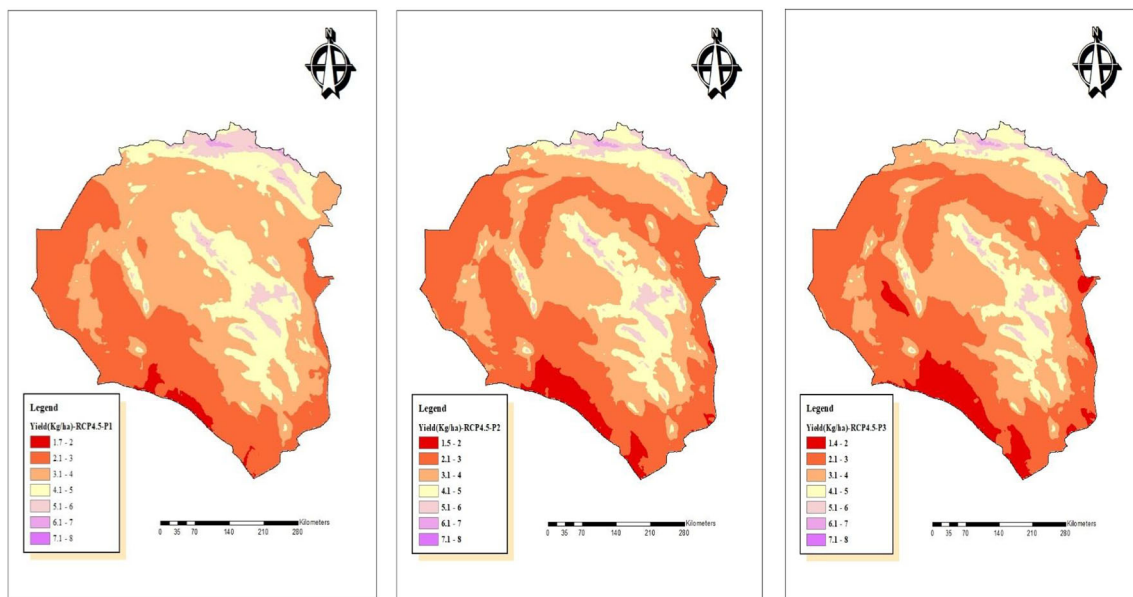 N
Legend
Yield(Kg/ha)-RCP4.5-P1
1.7 - 2
2.1 - 3
3.1 - 4
4.1 - 5
5.1 - 6
6.1 - 7
7.1 - 8
Kilometers
0 35 70 140 210 280
N
Legend
Yield(Kg/ha)-RCP4.5-P2
1.5 - 2
2.1 - 3
3.1 - 4
4.1 - 5
5.1 - 6
6.1 - 7
7.1 - 8
Kilometers
0 35 70 140 210 280
N
Legend
Yield(Kg/ha)-RCP4.5-P3
1.4 - 2
2.1 - 3
3.1 - 4
4.1 - 5
5.1 - 6
6.1 - 7
7.1 - 8
Kilometers
0 35 70 140 210 280